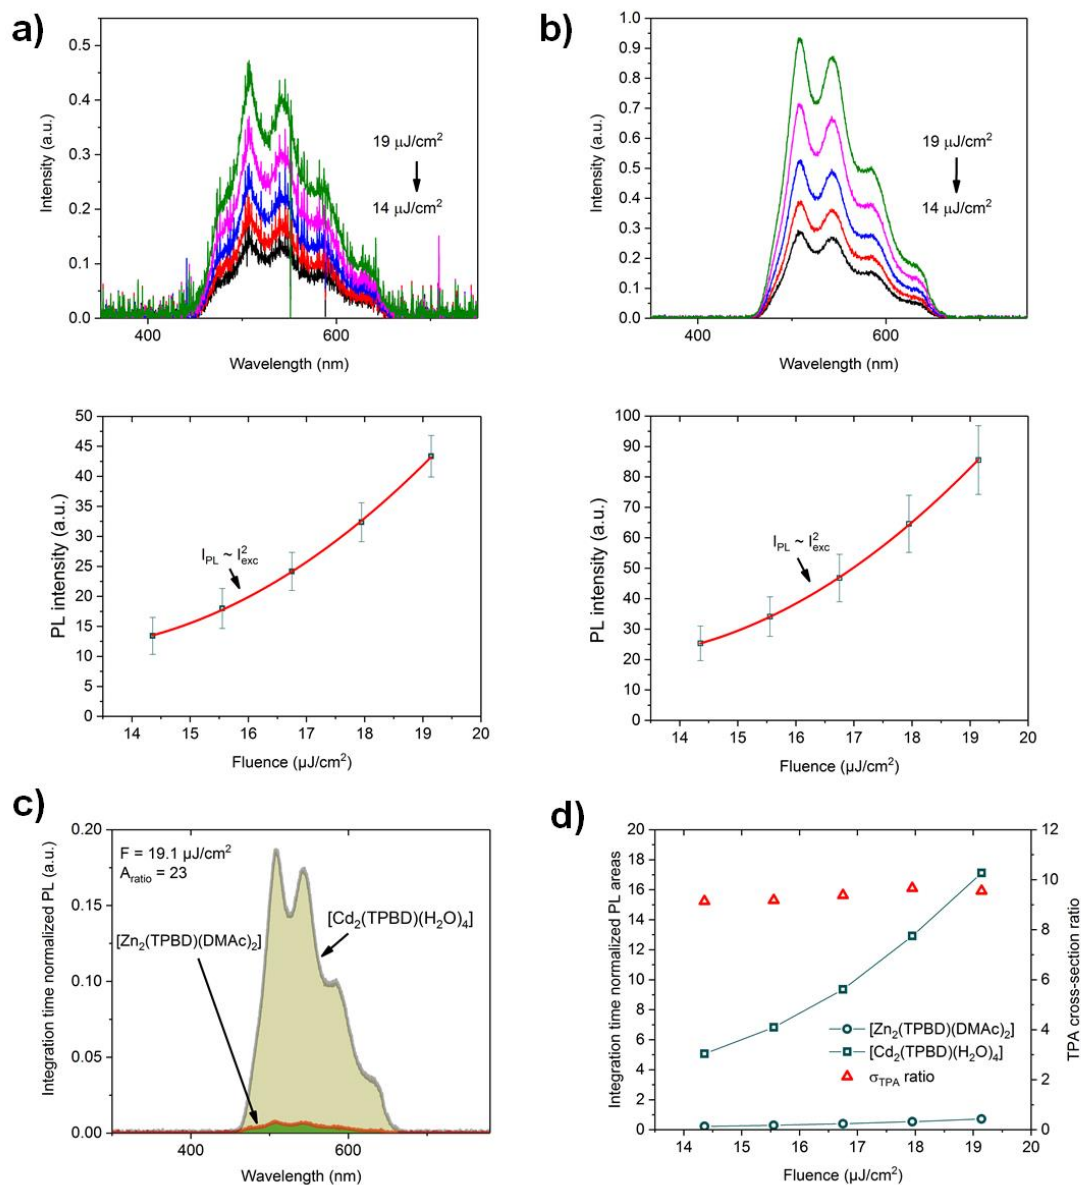 a)
0.5
0.4
0.3
0.2
0.1
0.0
Intensity (a.u.)
19 μJ/cm²
14 μJ/cm²
400
600
Wavelength (nm)
b)
1.0
0.9
0.8
0.7
0.6
0.5
0.4
0.3
0.2
0.1
0.0
Intensity (a.u.)
19 μJ/cm²
14 μJ/cm²
400
600
Wavelength (nm)
50
45
40
35
30
25
20
15
10
5
0
PL intensity (a.u.)
I_PL ~ I²_exc
14 15 16 17 18 19 20
Fluence (μJ/cm²)
100
90
80
70
60
50
40
30
20
10
0
PL intensity (a.u.)
I_PL ~ I²_exc
14 15 16 17 18 19 20
Fluence (μJ/cm²)
c)
0.20
0.15
0.10
0.05
0.00
Integration time normalized PL (a.u.)
F = 19.1 μJ/cm²
A_ratio = 23
[Cd₂(TPBD)(H₂O)₄]
[Zn₂(TPBD)(DMAc)₂]
400
600
Wavelength (nm)
d)
20
18
16
14
12
10
8
6
4
2
0
Integration time normalized PL areas
[Zn₂(TPBD)(DMAc)₂]
[Cd₂(TPBD)(H₂O)₄]
σ_TPA ratio
12
10
8
6
4
2
0
TPA cross-section ratio
14 15 16 17 18 19 20
Fluence (μJ/cm²)